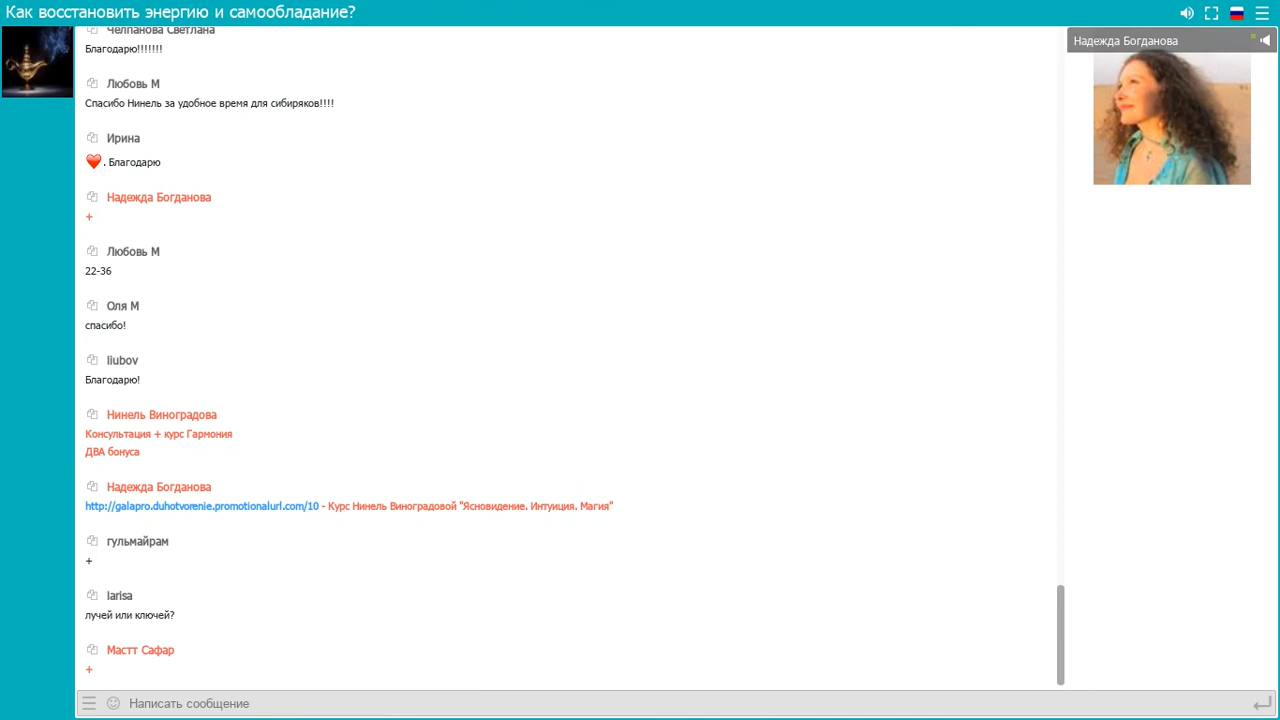 Как восстановить энергию и самообладание?
Челпанова Светлана
Благодарю!!!!!!!
Любовь М
Спасибо Нинель за удобное время для сибиряков!!!!
Ирина
❤. Благодарю
Надежда Богданова
+
Любовь М
22-36
Оля М
спасибо!
liubov
Благодарю!
Нинель Виноградова
Консультация + курс Гармония
ДВА бонуса
Надежда Богданова
http://galapro.duhotvorenie.promotionalurl.com/10 - Курс Нинель Виноградовой "Ясновидение. Интуиция. Магия"
гульмайрам
+
larisa
лучей или ключей?
Мастт Сафар
+
Написать сообщение
Надежда Богданова